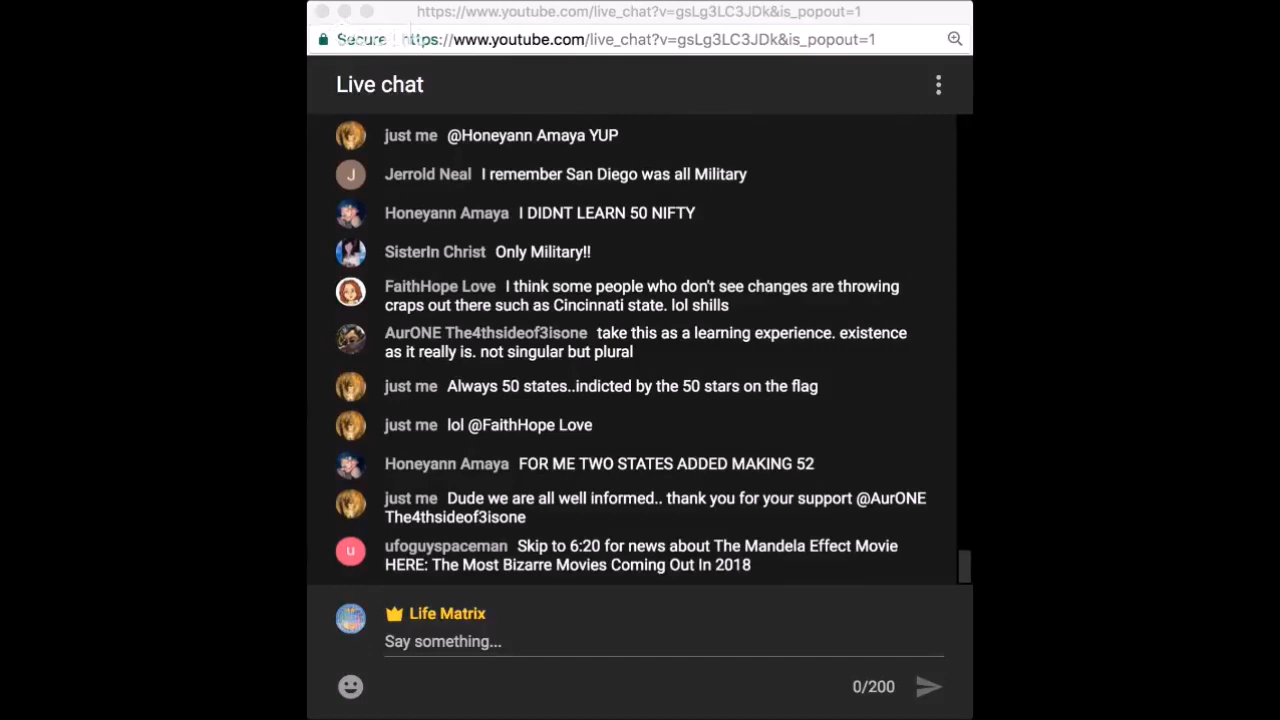 https://www.youtube.com/live_chat?v=gsLg3LC3JDk&is_popout=1
Secure https://www.youtube.com/live_chat?v=gsLg3LC3JDk&is_popout=1
Live chat
just me @Honeyann Amaya YUP
J Jerrold Neal I remember San Diego was all Military
Honeyann Amaya I DIDNT LEARN 50 NIFTY
SisterIn Christ Only Military!!
FaithHope Love I think some people who don't see changes are throwing
craps out there such as Cincinnati state. lol shills
AurONE The4thsideof3isone take this as a learning experience. existence
as it really is. not singular but plural
just me Always 50 states..indicted by the 50 stars on the flag
just me lol @FaithHope Love
Honeyann Amaya FOR ME TWO STATES ADDED MAKING 52
just me Dude we are all well informed.. thank you for your support @AurONE
The4thsideof3isone
u ufoguyspaceman Skip to 6:20 for news about The Mandela Effect Movie
HERE: The Most Bizarre Movies Coming Out In 2018
Life Matrix
Say something...
0/200